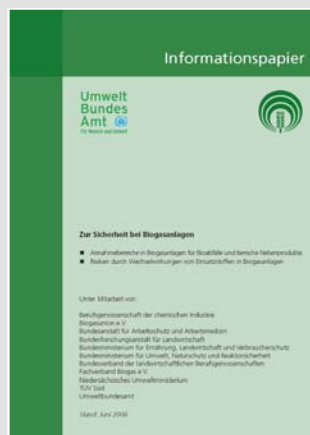 Informationspapier
Umwelt
Bundes
Amt
Für Mensch und Umwelt
Zur Sicherheit bei Biogasanlagen
Annahmebereiche in Biogasanlagen für Bioabfälle und tierische Nebenprodukte
Risiken durch Wechselwirkungen von Einsatzstoffen in Biogasanlagen
Unter Mitarbeit von:
Berufsgenossenschaft der chemischen Industrie
Biogasunion e.V.
Bundesanstalt für Arbeitsschutz und Arbeitsmedizin
Bundesforschungsanstalt für Landwirtschaft
Bundesministerium für Ernährung, Landwirtschaft und Verbraucherschutz
Bundesministerium für Umwelt, Naturschutz und Reaktorsicherheit
Bundesverband der landwirtschaftlichen Berufsgenossenschaften
Fachverband Biogas e.V.
Niedersächsisches Umweltministerium
TÜV Süd
Umweltbundesamt
Stand: Juni 2006